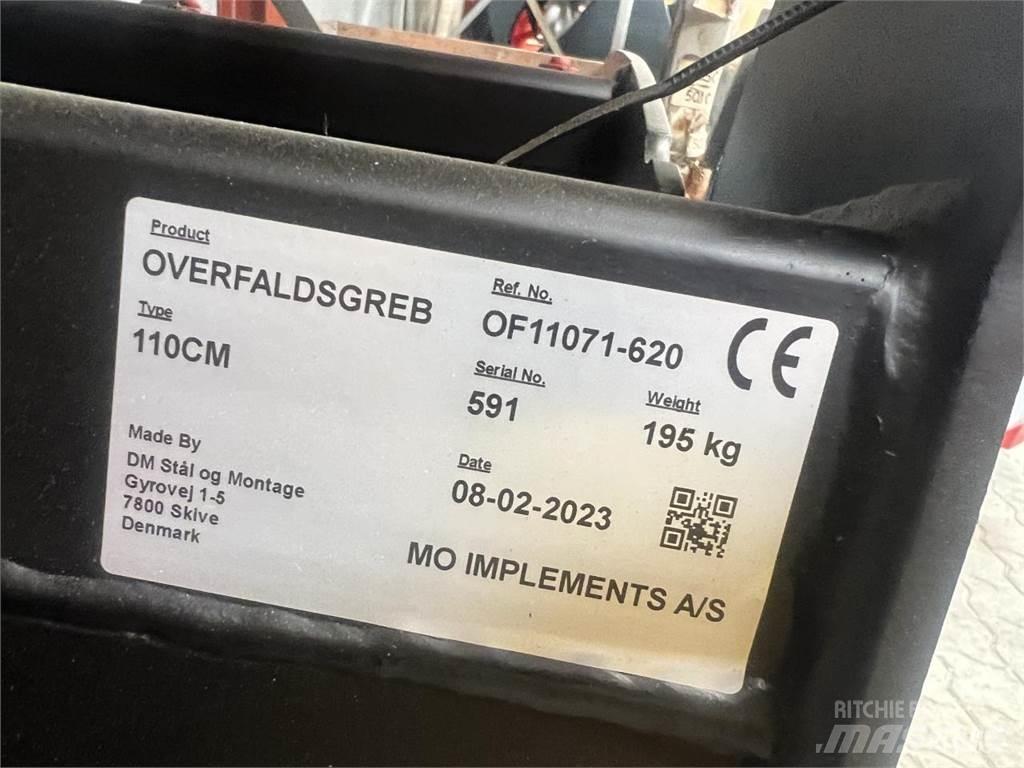 Product
OVERFALDSGREB
Type
110CM
Ref. No.
OF11071-620
CE
Serial No.
591
Weight
195 kg
Made By
DM Stål og Montage
Gyrovej 1-5
7800 Skive
Denmark
Date
08-02-2023
MO IMPLEMENTS A/S
RITCHIE